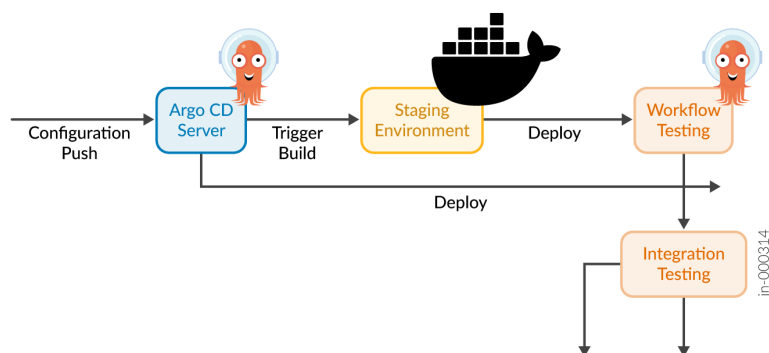 Argo CD
Server
Staging
Environment
Workflow
Testing
Configuration
Push
Trigger
Build
Deploy
Deploy
Integration
Testing
in-000314